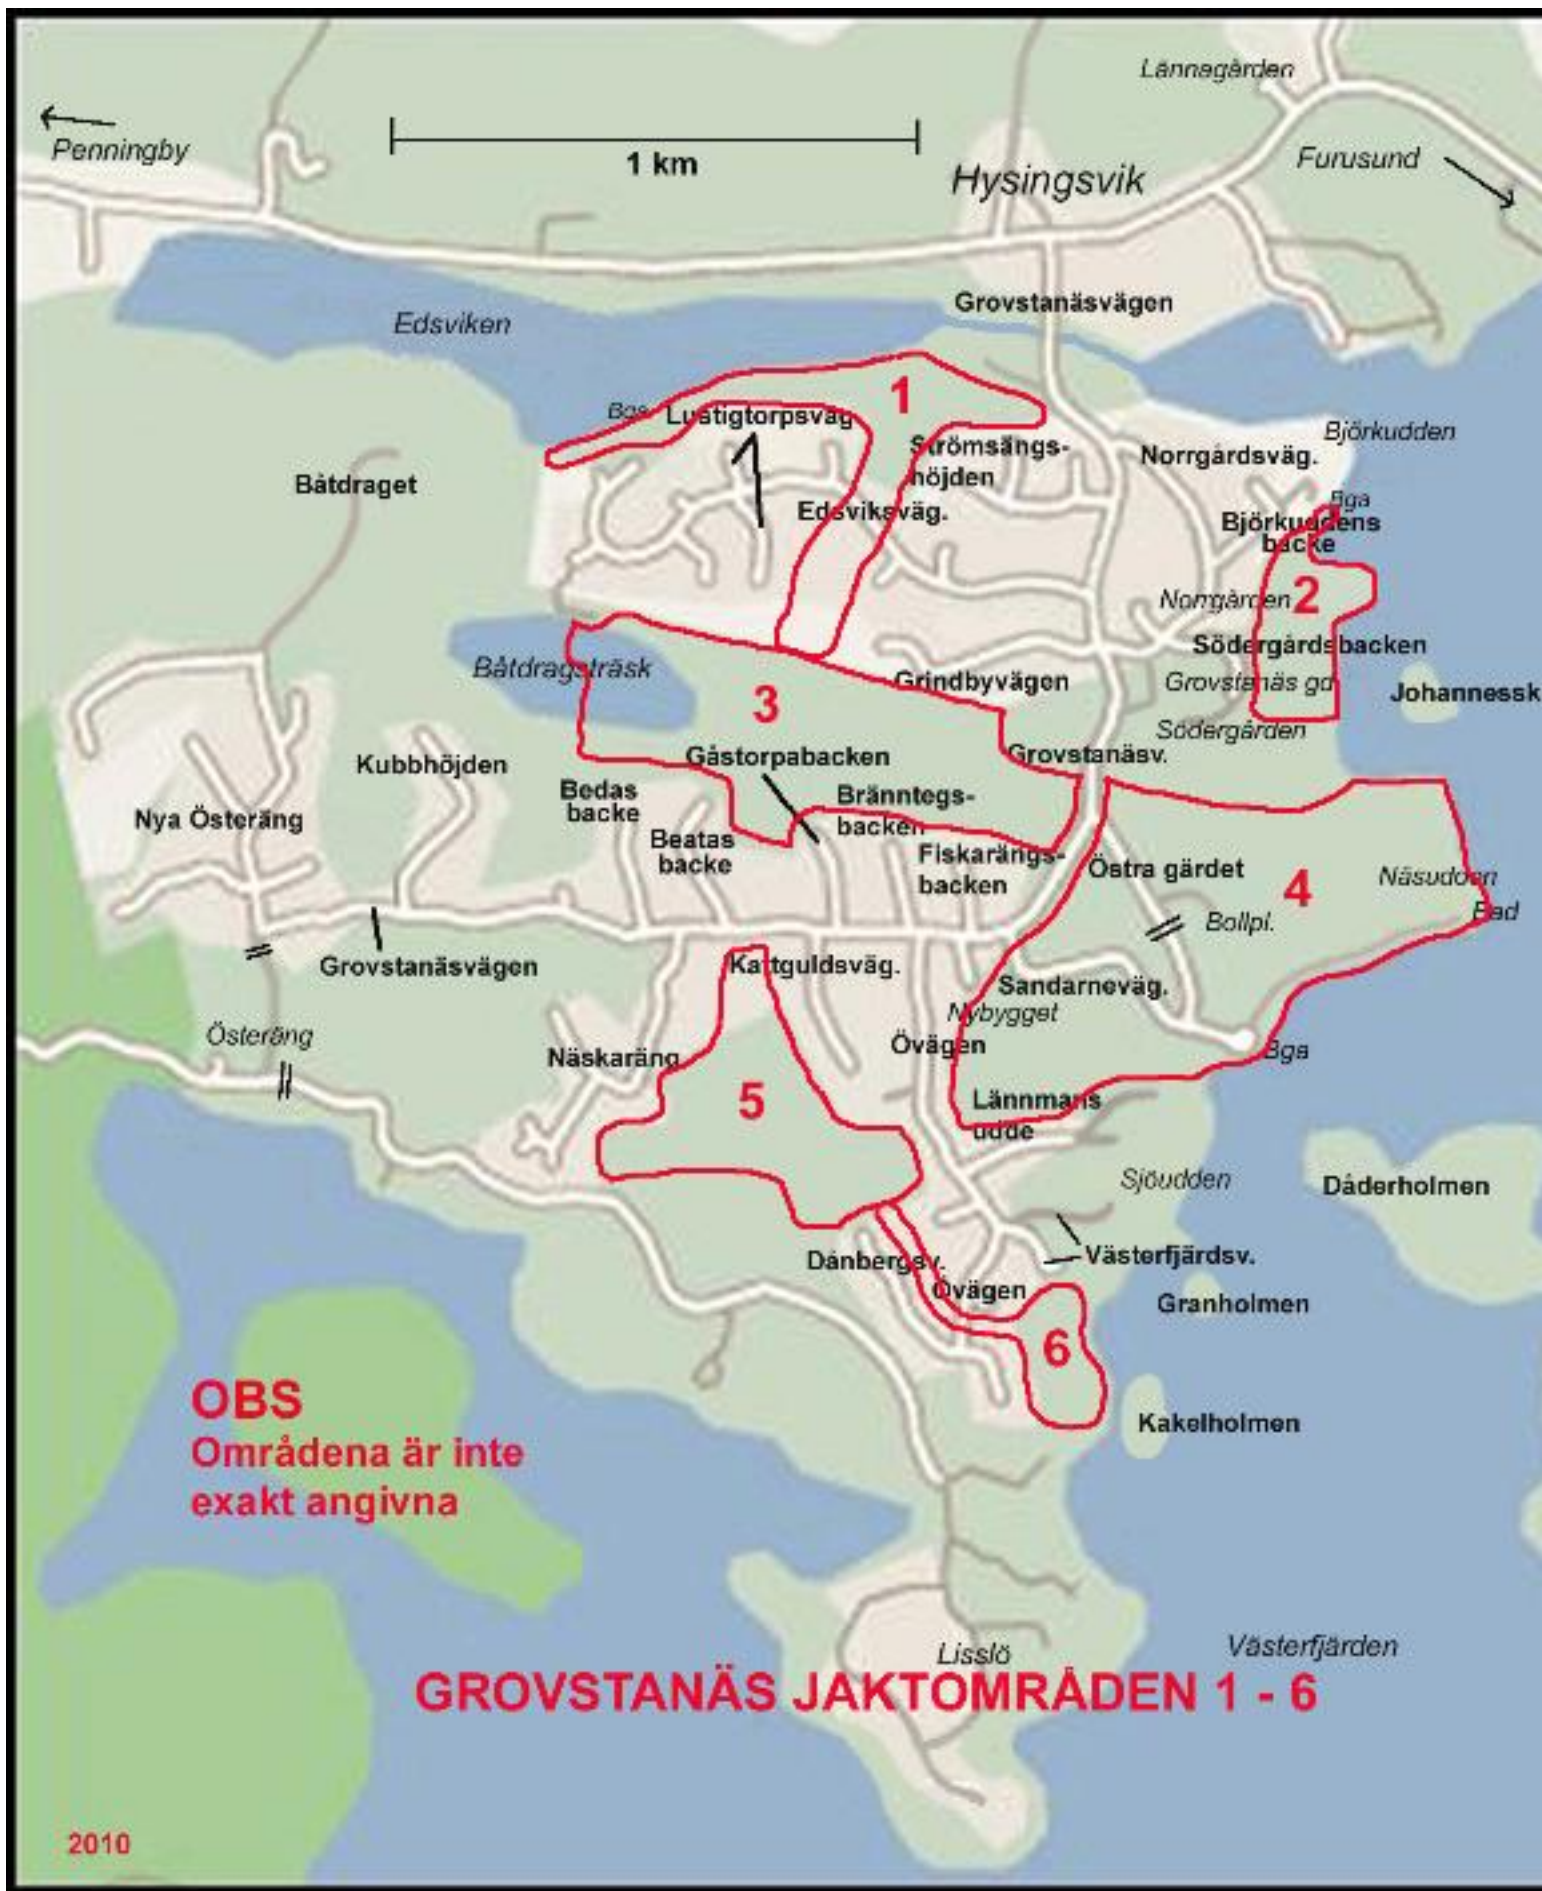 Lännagården
Penningby
1 km
Hysingsvik
Furusund
Grovstanäsvägen
Edsviken
1
Bgs
Lustigtorpsväg
Björkudden
Strömsängs-
höjden
Norrgårdsväg.
Båtdraget
Edsviksväg.
Bga
Björkuddens
backe
Norrgården
2
Södergårdsbacken
Båtdragsträsk
Grindbyvägen
Grovstanäs gd
Johannessk
3
Södergården
Gåstorpabacken
Grovstanäsv.
Kubbhöjden
Bedas
backe
Bränntegs-
backen
Nya Österäng
Beatas
backe
Fiskarängs-
backen
Östra gärdet
4
Näsudden
Bollpl.
Bad
Grovstanäsvägen
Kattguldsväg.
Sandarneväg.
Nybygget
Österäng
Näskaräng
Övägen
Bga
5
Lännmans
udde
Sjöudden
Dåderholmen
Dånbergsv.
Västerfjärdsv.
Övägen
Granholmen
6
OBS
Områdena är inte
exakt angivna
Kakelholmen
Lisslö
Västerfjärden
GROVSTANÄS JAKTOMRÅDEN 1 - 6
2010